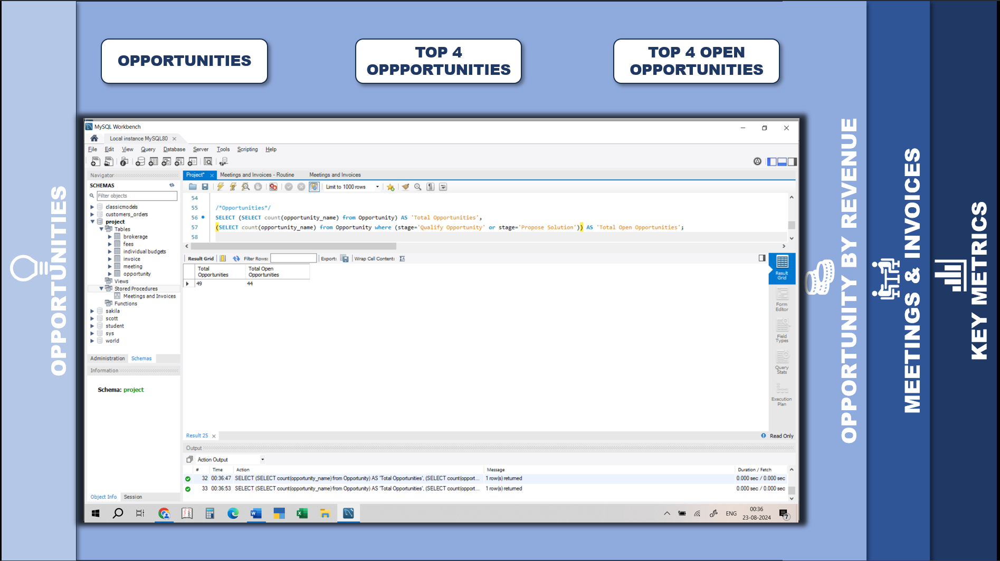 OPPORTUNITIES
TOP 4
OPPPORTUNITIES
TOP 4 OPEN
OPPORTUNITIES
OPPORTUNITIES
MySQL Workbench
Local instance MySQL80
File Edit View Query Database Server Tools Scripting Help
Navigator
SCHEMAS
Filter objects
classicmodels
customers_orders
project
Tables
brokerage
fees
individual budgets
invoice
meeting
opportunity
Views
Stored Procedures
Meetings and Invoices
Functions
sakila
scott
student
sys
world
Administration Schemas
Information
Schema: project
Object Info Session
Project* Meetings and Invoices - Routine Meetings and Invoices
Limit to 1000 rows
54
55 /*Opportunities*/
56 SELECT (SELECT count(opportunity_name) from Opportunity) AS 'Total Opportunities',
57 (SELECT count(opportunity_name) from Opportunity where (stage='Qualify Opportunity' or stage='Propose Solution')) AS 'Total Open Opportunities';
58
Result Grid Filter Rows: Export: Wrap Cell Content:
Total
Opportunities
Total Open
Opportunities
49 44
Result
Grid
Form
Editor
Field
Types
Query
Stats
Execution
Plan
Result 25
Read Only
Output
Action Output
# Time Action Message Duration / Fetch
32 00:36:47 SELECT (SELECT count(opportunity_name) from Opportunity) AS 'Total Opportunities', (SELECT count(opport... 1 row(s) returned 0.000 sec / 0.000 sec
33 00:36:53 SELECT (SELECT count(opportunity_name) from Opportunity) AS 'Total Opportunities', (SELECT count(opport... 1 row(s) returned 0.000 sec / 0.000 sec
ENG
00:36
23-08-2024
7
OPPORTUNITY BY REVENUE
MEETINGS & INVOICES
KEY METRICS